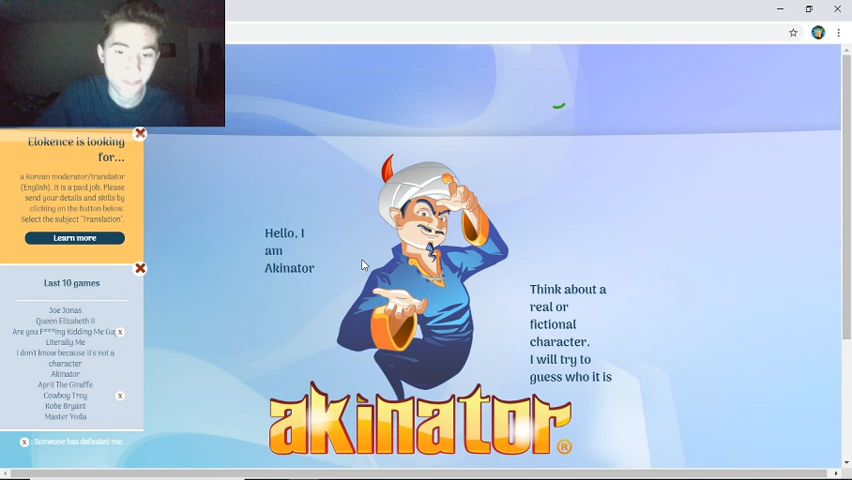 Elokence is looking
for...
a Korean moderator/translator
(English). It is a paid job. Please
send your details and skills by
clicking on the button below.
Select the subject "Translation".
Learn more
Last 10 games
Joe Jonas
Queen Elizabeth II
Are you F***ing Kidding Me Gu
Literally Me
I don't know because it's not a
character
Akinator
April The Giraffe
Cowboy Troy
Kobe Bryant
Master Yoda
x : Someone has defeated me.
Hello, I
am
Akinator
Think about a
real or
fictional
character.
I will try to
guess who it is
akinator®